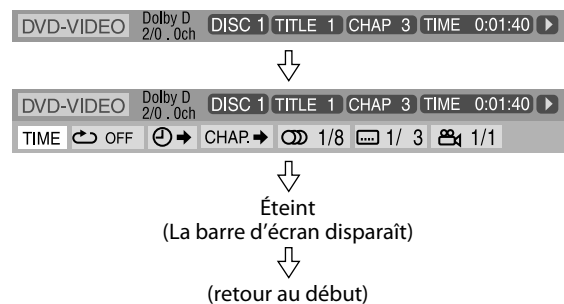 DVD-VIDEO Dolby D 2/0 . 0ch DISC 1 TITLE 1 CHAP 3 TIME 0:01:40
DVD-VIDEO Dolby D 2/0 . 0ch DISC 1 TITLE 1 CHAP 3 TIME 0:01:40
TIME OFF CHAP. 1/8 1/ 3 1/1
Éteint
(La barre d'écran disparaît)
(retour au début)